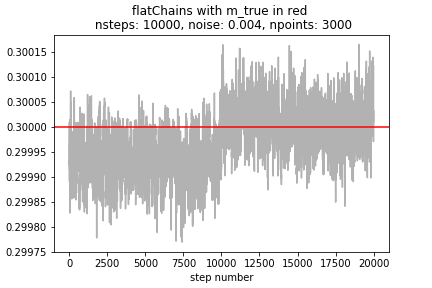 flatChains with m_true in red
nsteps: 10000, noise: 0.004, npoints: 3000
0.30015
0.30010
0.30005
0.30000
0.29995
0.29990
0.29985
0.29980
0.29975
0 2500 5000 7500 10000 12500 15000 17500 20000
step number